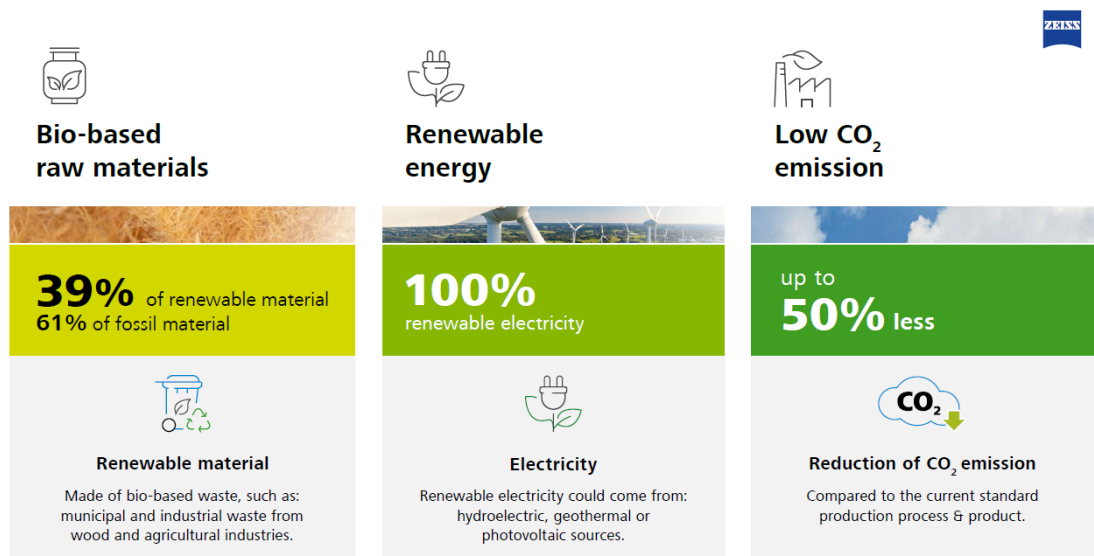 ZEISS
Bio-based
raw materials
39% of renewable material
61% of fossil material
Renewable material
Made of bio-based waste, such as:
municipal and industrial waste from
wood and agricultural industries.
Renewable
energy
100%
renewable electricity
Electricity
Renewable electricity could come from:
hydroelectric, geothermal or
photovoltaic sources.
Low CO₂
emission
up to
50% less
CO₂
Reduction of CO₂ emission
Compared to the current standard
production process & product.